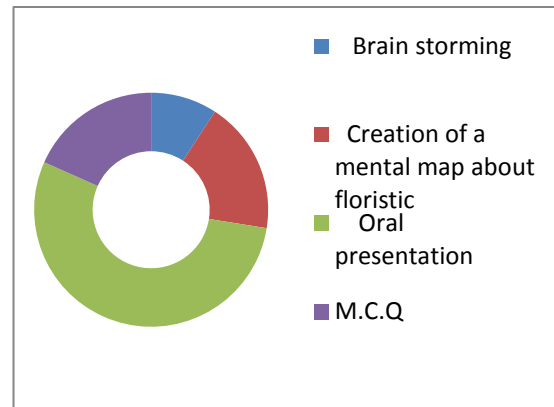 Brain storming
Creation of a
mental map about
floristic
Oral
presentation
M.C.Q